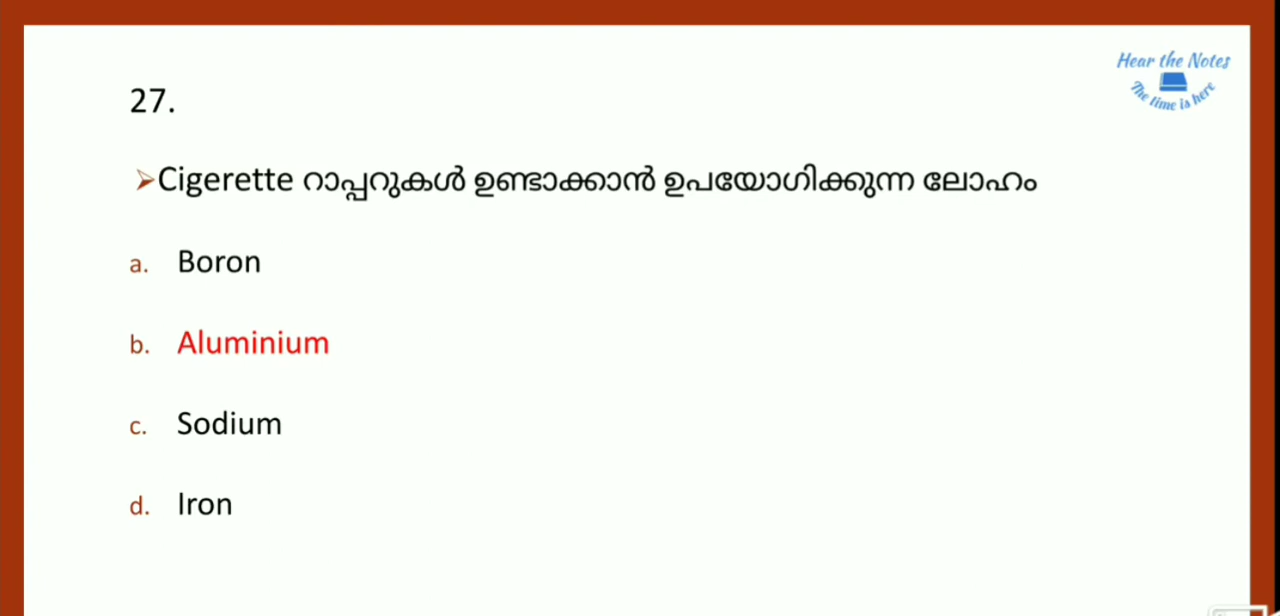 Hear the Notes
The time is here
27.
➢Cigerette റാപ്പറുകൾ ഉണ്ടാക്കാൻ ഉപയോഗിക്കുന്ന ലോഹം
a. Boron
b. Aluminium
c. Sodium
d. Iron